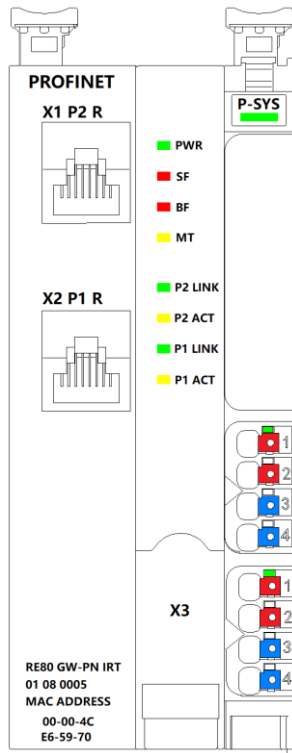 PROFINET
X1 P2 R
P-SYS
PWR
SF
BF
MT
P2 LINK
P2 ACT
P1 LINK
P1 ACT
X2 P1 R
1
2
3
4
X3
1
2
3
4
RE80 GW-PN IRT
01 08 0005
MAC ADDRESS
00-00-4C
E6-59-70